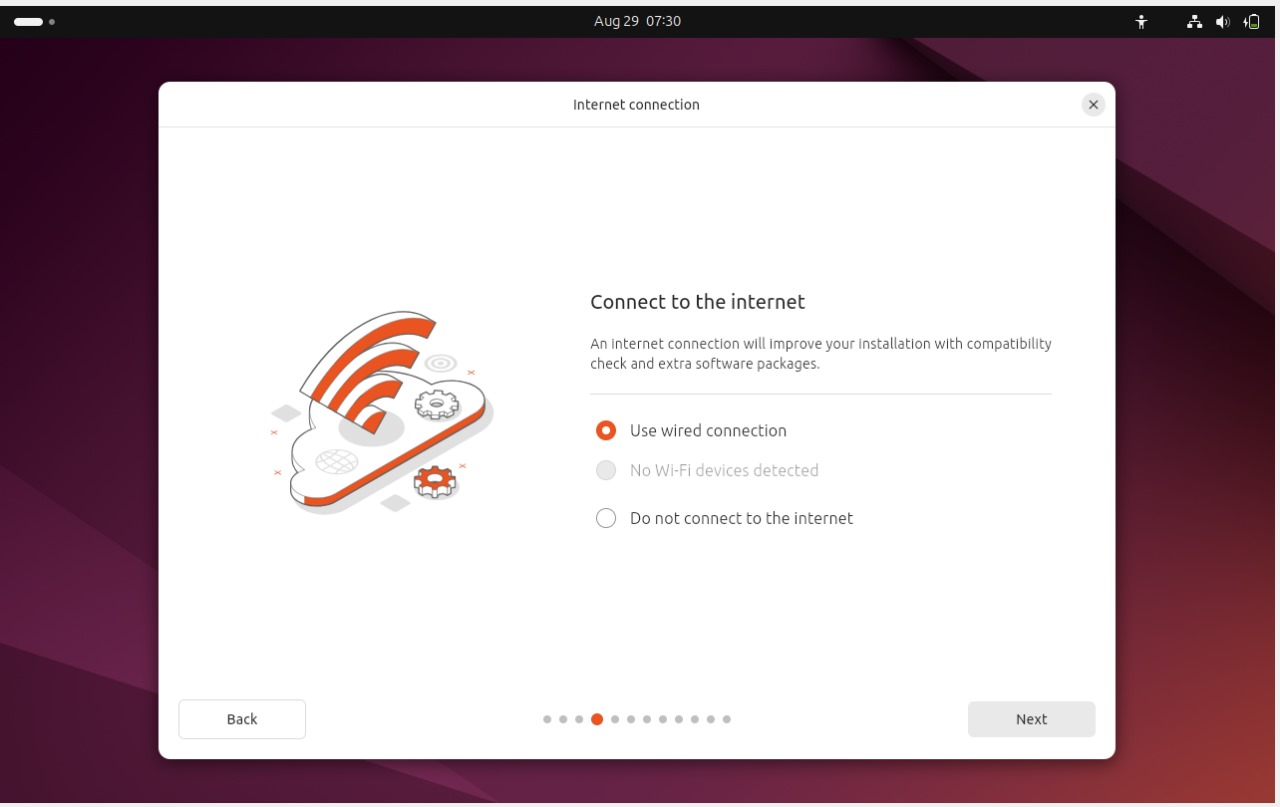 Aug 29 07:30
Internet connection
Connect to the internet
An internet connection will improve your installation with compatibility
check and extra software packages.
Use wired connection
No Wi-Fi devices detected
Do not connect to the internet
Back
Next